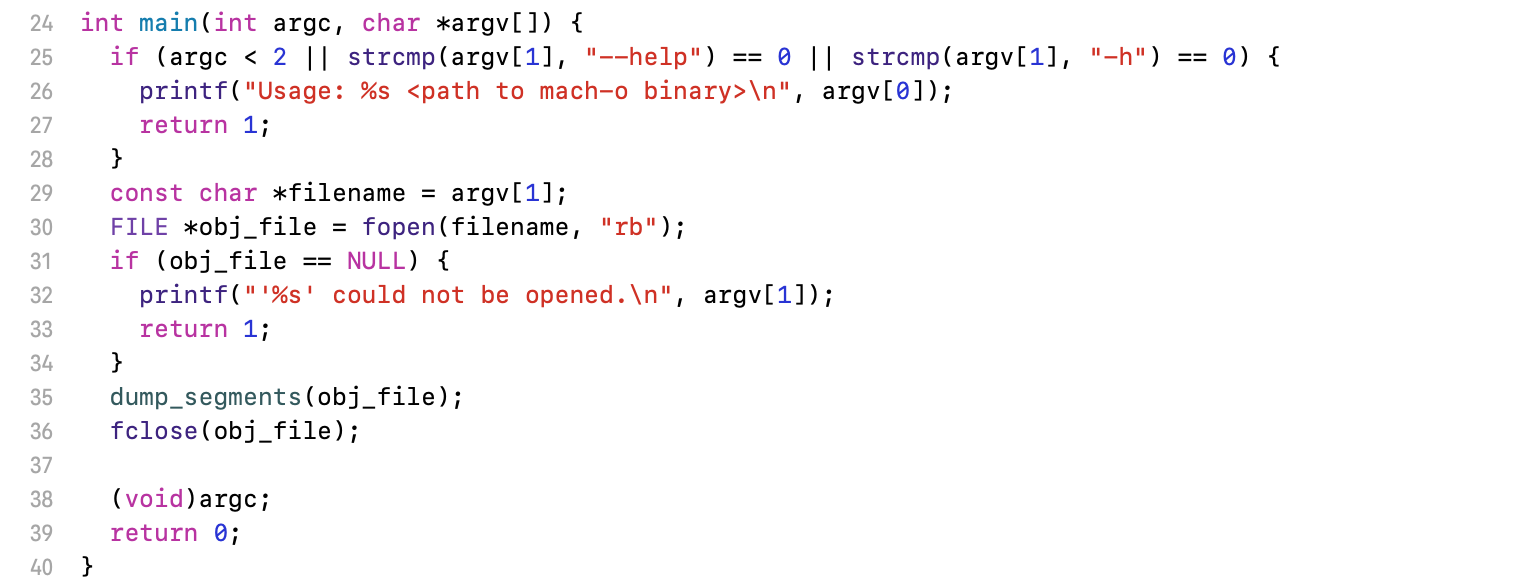 24 int main(int argc, char *argv[]) {
25   if (argc < 2 || strcmp(argv[1], "--help") == 0 || strcmp(argv[1], "-h") == 0) {
26     printf("Usage: %s <path to mach-o binary>\n", argv[0]);
27     return 1;
28   }
29   const char *filename = argv[1];
30   FILE *obj_file = fopen(filename, "rb");
31   if (obj_file == NULL) {
32     printf("'%s' could not be opened.\n", argv[1]);
33     return 1;
34   }
35   dump_segments(obj_file);
36   fclose(obj_file);
37
38   (void)argc;
39   return 0;
40 }